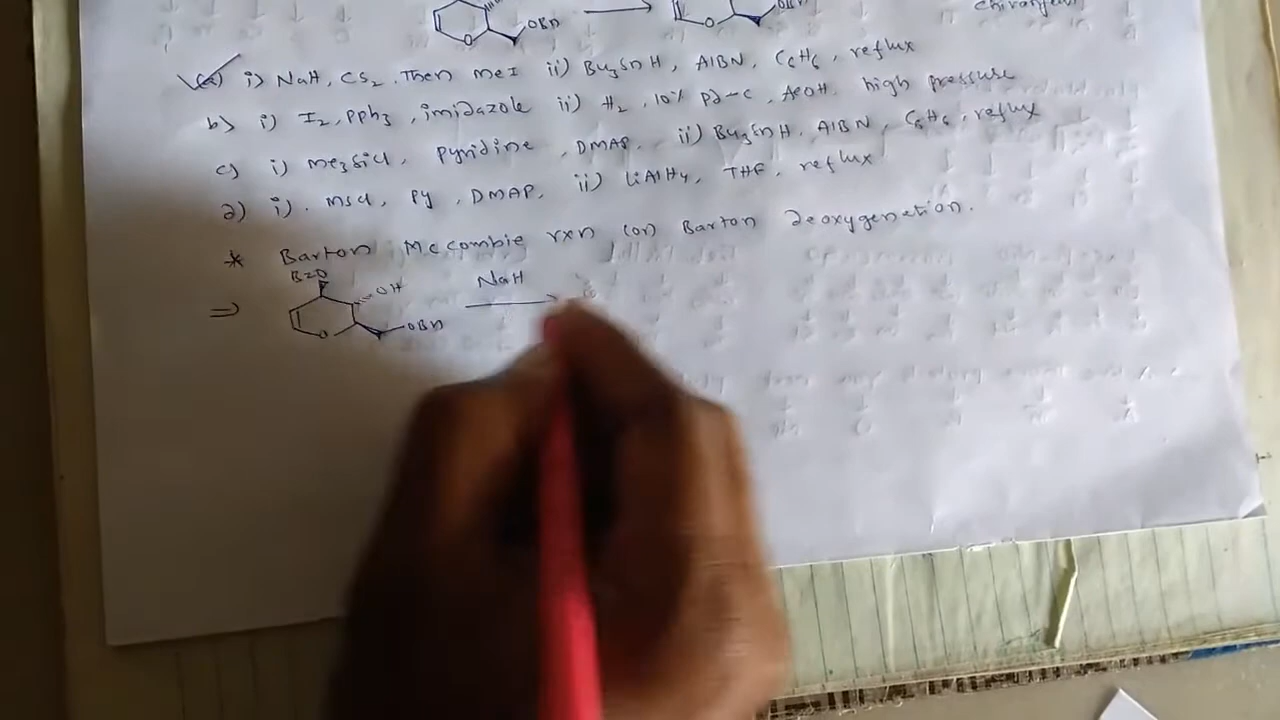 OBn
(a) i) NaH, CS2, Then MeI ii) Bu3SnH, AIBN, C6H6, reflux
b) i) I2, PPh3, imidazole ii) H2, 10% Pd-C, AcOH, high pressure
c) i) me3SiCl, Pyridine, DMAP, ii) Bu3SnH, AIBN, C6H6, reflux
d) i). MsCl, Py, DMAP, ii) LiAlH4, THF, reflux
* Barton Mc combie rxn (or) Barton deoxygenation.
BzO
OH
NaH
⇒
O
OBn